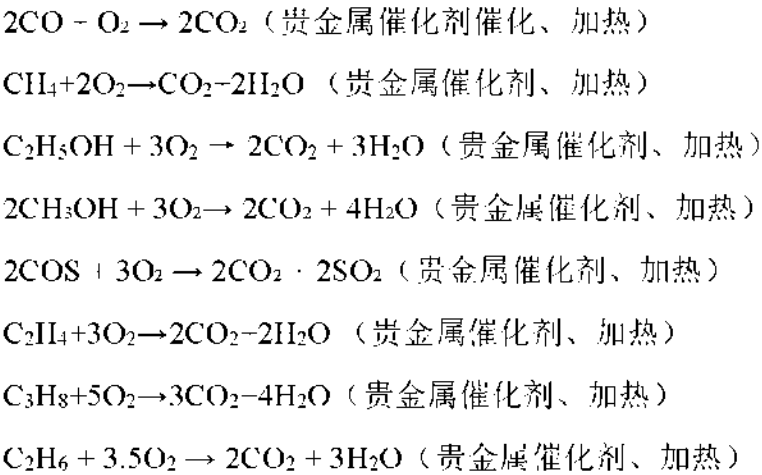 2CO - O₂ → 2CO₂（贵金属催化剂催化、加热）
CH₄+2O₂→CO₂-2H₂O （贵金属催化剂、加热）
C₂H₅OH + 3O₂ → 2CO₂ + 3H₂O（贵金属催化剂、加热）
2CH₃OH + 3O₂→ 2CO₂ + 4H₂O（贵金属催化剂、加热）
2COS + 3O₂ → 2CO₂ · 2SO₂（贵金属催化剂、加热）
C₂H₄+3O₂→2CO₂-2H₂O （贵金属催化剂、加热）
C₃H₈+5O₂→3CO₂-4H₂O（贵金属催化剂、加热）
C₂H₆ + 3.5O₂ → 2CO₂ + 3H₂O（贵金属催化剂、加热）